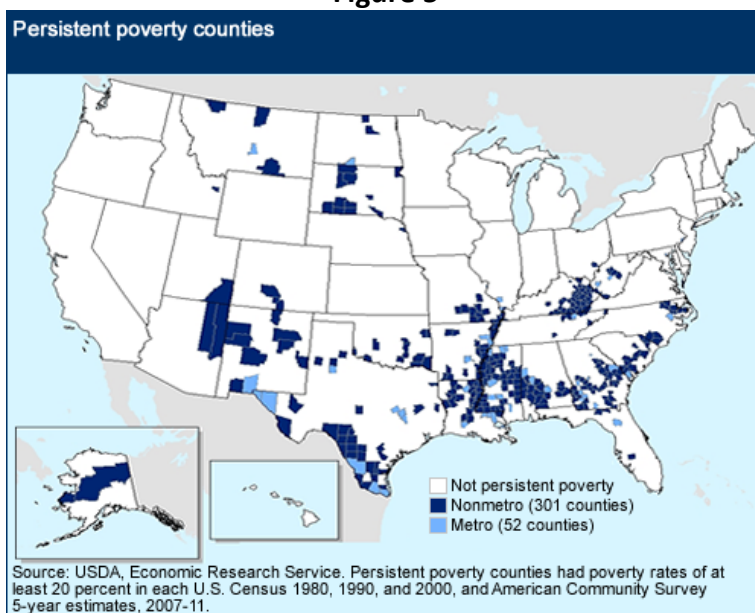 Persistent poverty counties
Not persistent poverty
Nonmetro (301 counties)
Metro (52 counties)
Source: USDA, Economic Research Service. Persistent poverty counties had poverty rates of at
least 20 percent in each U.S. Census 1980, 1990, and 2000, and American Community Survey
5-year estimates, 2007-11.